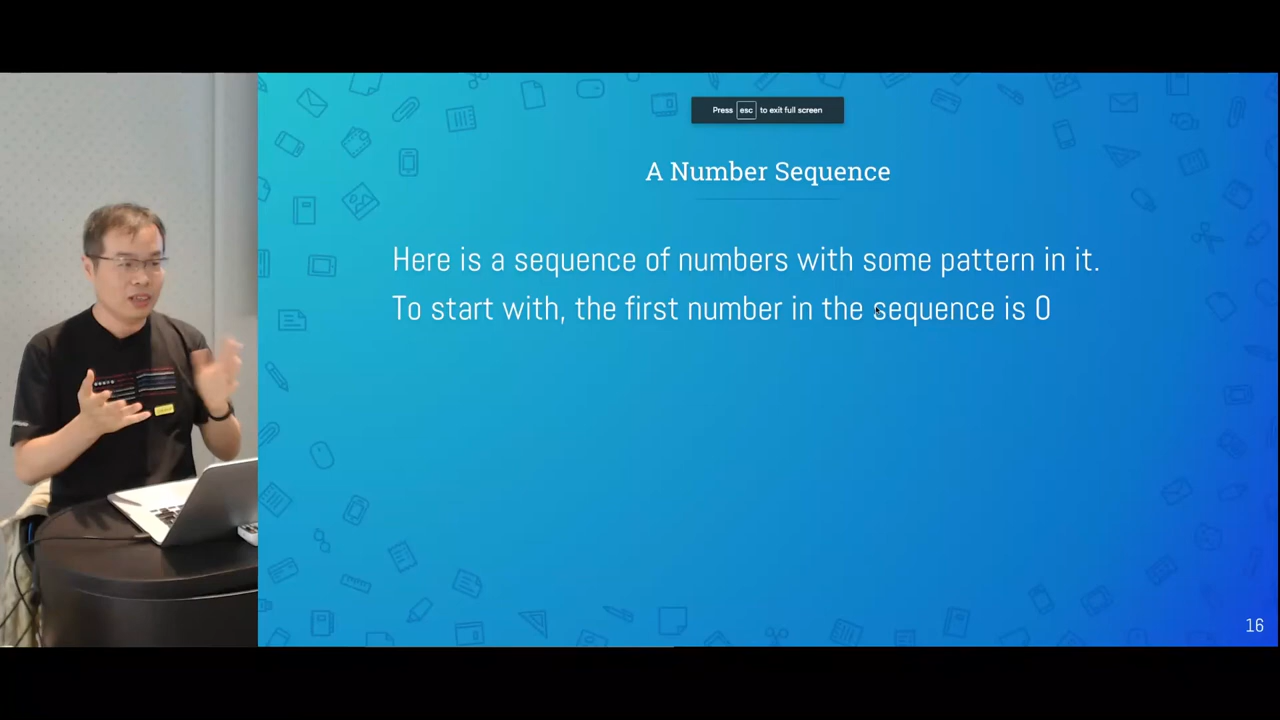 Press esc to exit full screen
A Number Sequence
Here is a sequence of numbers with some pattern in it.
To start with, the first number in the sequence is 0
16